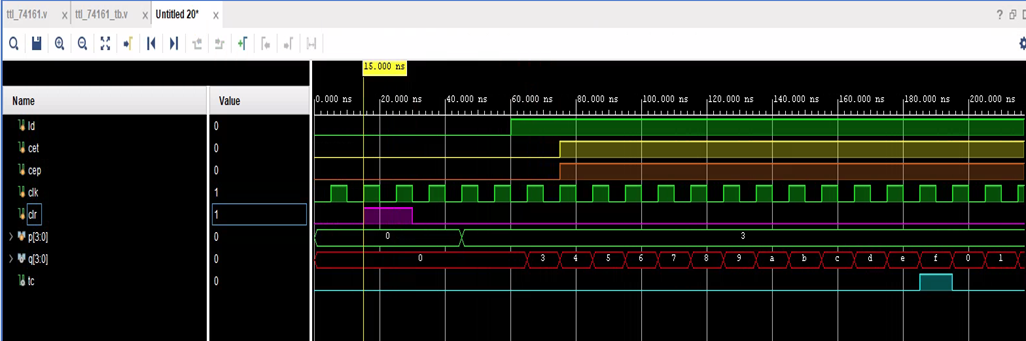 ttl_74161.v x ttl_74161_tb.v x Untitled 20* x ?
15.000 ns
Name Value 0.000 ns 20.000 ns 40.000 ns 60.000 ns 80.000 ns 100.000 ns 120.000 ns 140.000 ns 160.000 ns 180.000 ns 200.000 ns
ld 0
cet 0
cep 0
clk 1
clr 1
p[3:0] 0 0 3
q[3:0] 0 0 3 4 5 6 7 8 9 a b c d e f 0 1
tc 0